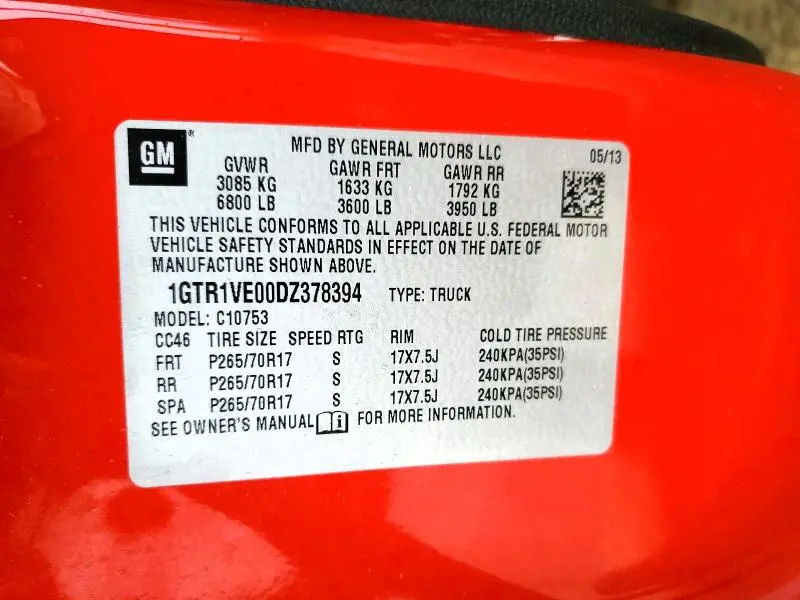 GM®
MFD BY GENERAL MOTORS LLC 05/13
GVWR GAWR FRT GAWR RR
3085 KG 1633 KG 1792 KG
6800 LB 3600 LB 3950 LB
THIS VEHICLE CONFORMS TO ALL APPLICABLE U.S. FEDERAL MOTOR
VEHICLE SAFETY STANDARDS IN EFFECT ON THE DATE OF
MANUFACTURE SHOWN ABOVE.
1GTR1VE00DZ378394 TYPE: TRUCK
MODEL: C10753
CC46 TIRE SIZE SPEED RTG RIM COLD TIRE PRESSURE
FRT P265/70R17 S 17X7.5J 240KPA(35PSI)
RR P265/70R17 S 17X7.5J 240KPA(35PSI)
SPA P265/70R17 S 17X7.5J 240KPA(35PSI)
SEE OWNER'S MANUAL i FOR MORE INFORMATION.